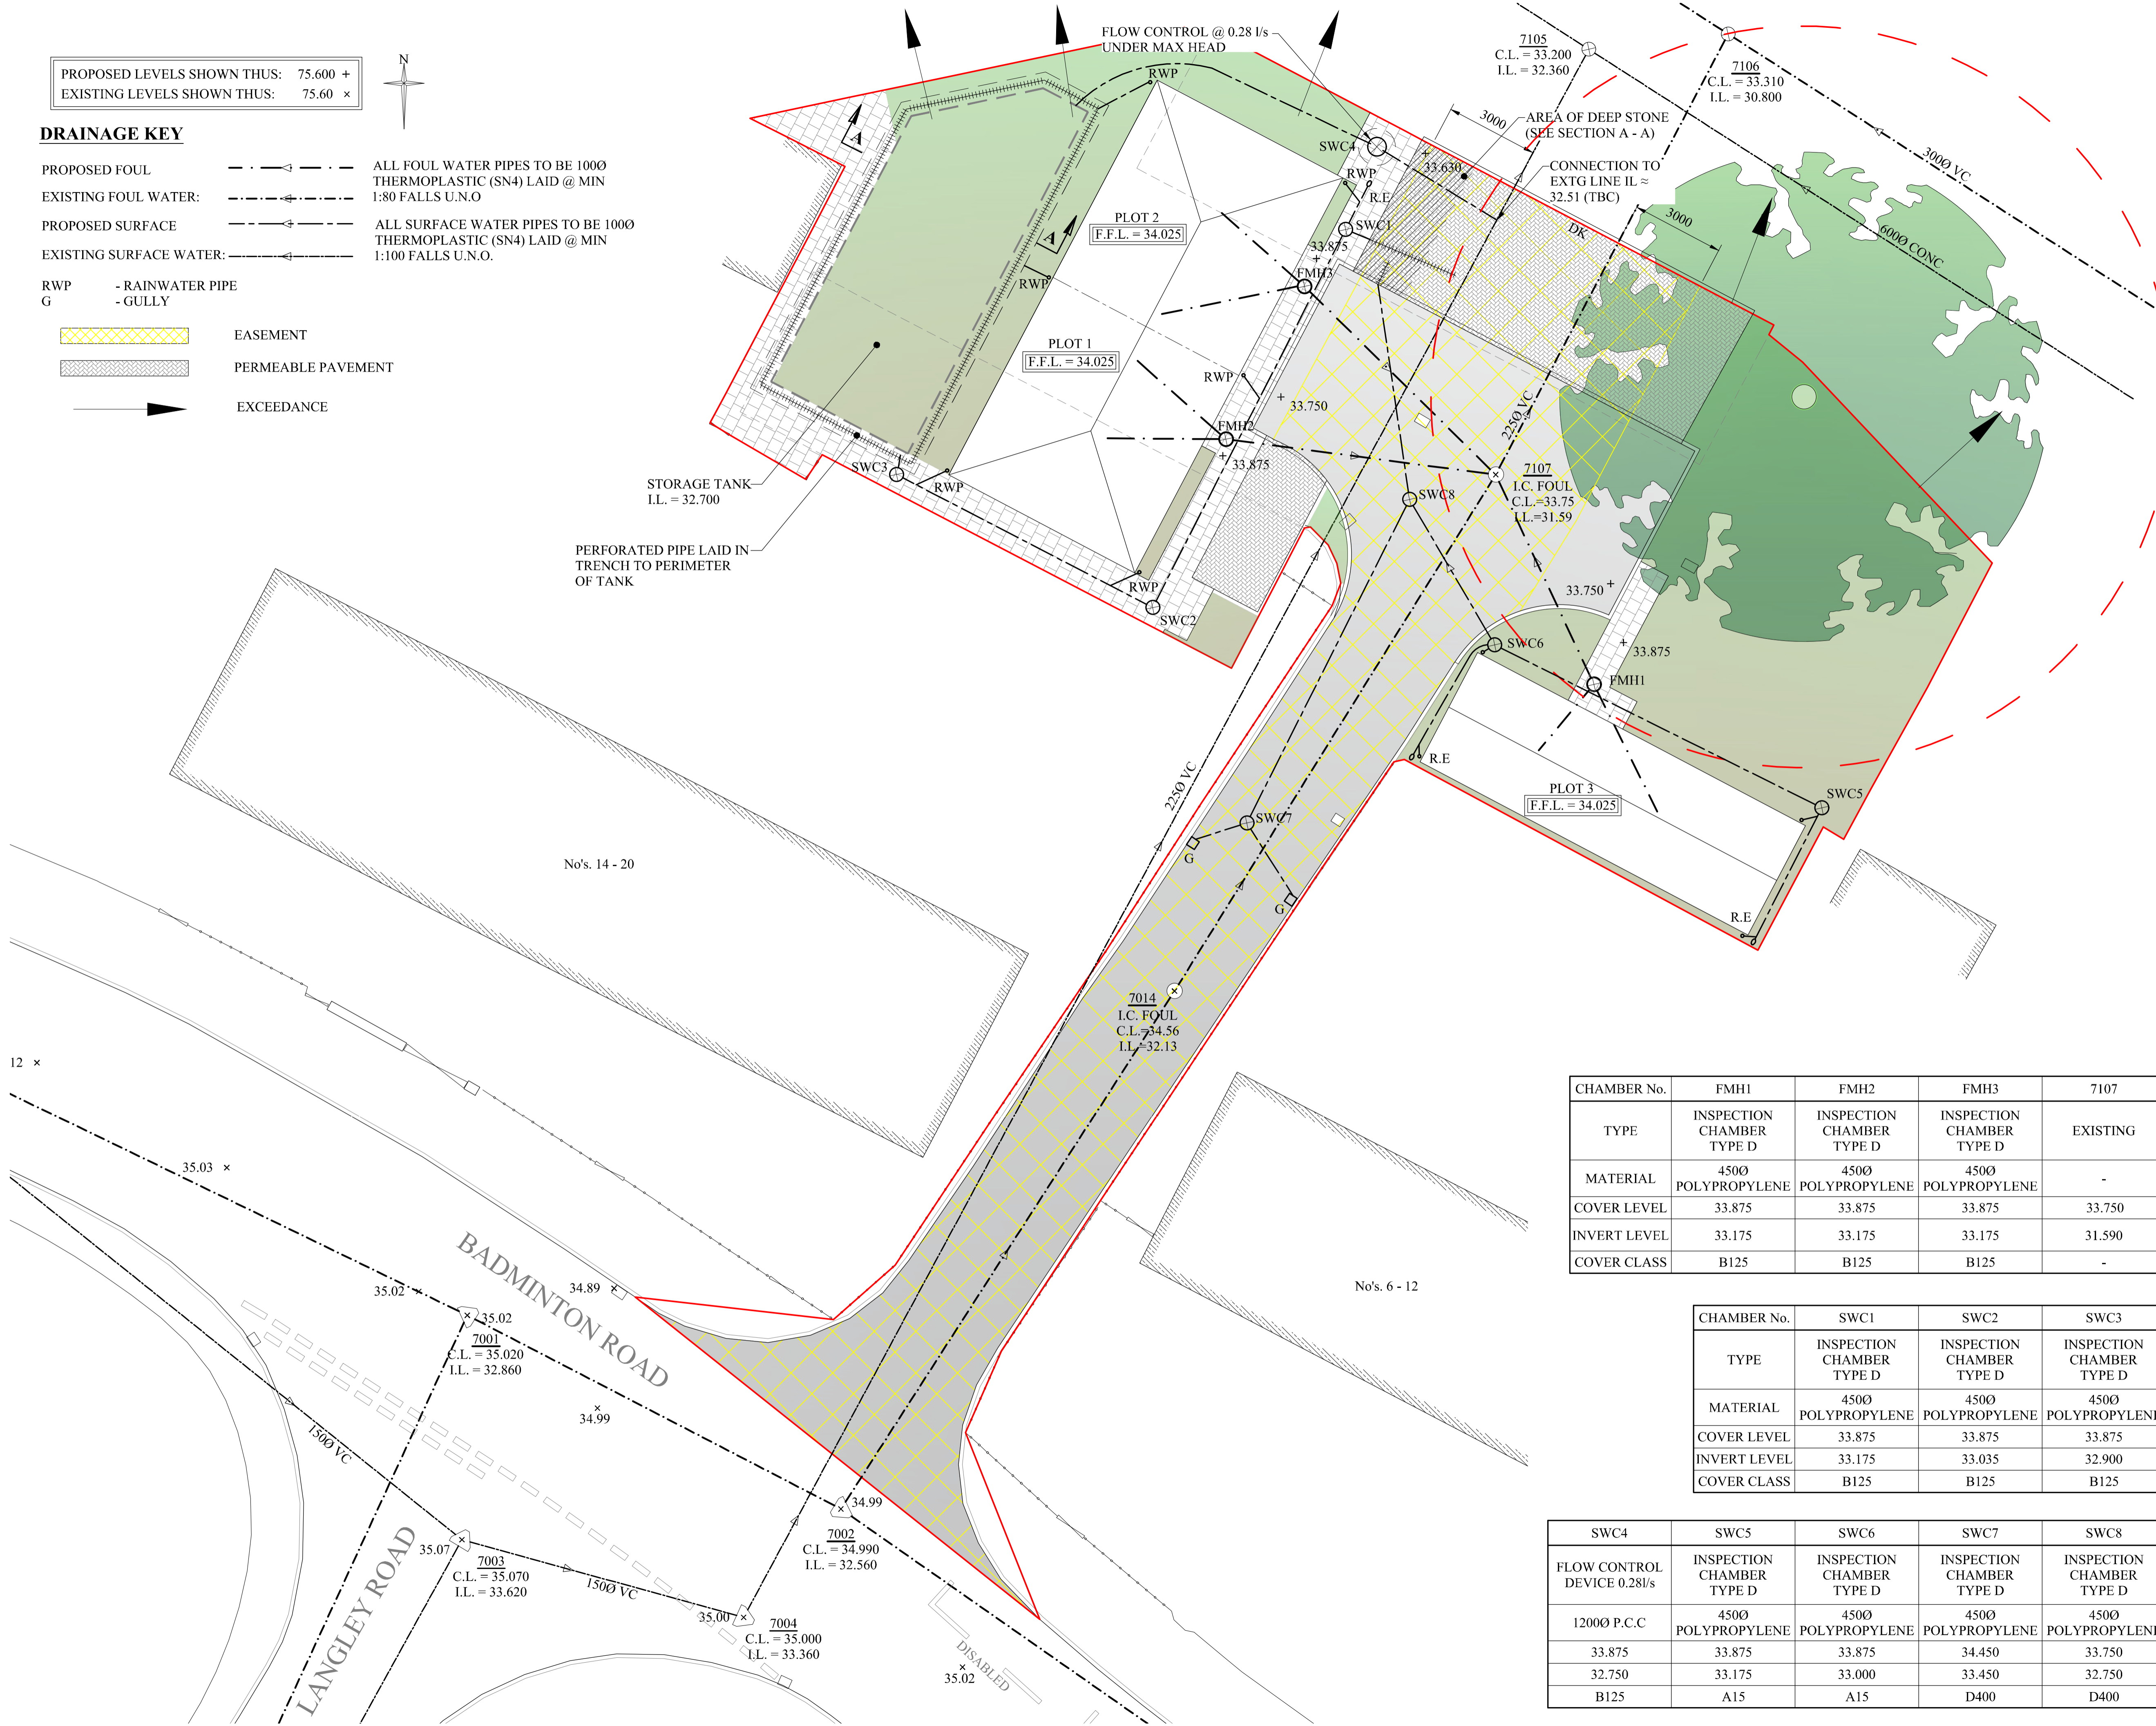 PROPOSED LEVELS SHOWN THUS: 75.600 +
EXISTING LEVELS SHOWN THUS: 75.60 ×
N
DRAINAGE KEY
PROPOSED FOUL
ALL FOUL WATER PIPES TO BE 100Ø
THERMOPLASTIC (SN4) LAID @ MIN
1:80 FALLS U.N.O
EXISTING FOUL WATER:
PROPOSED SURFACE
ALL SURFACE WATER PIPES TO BE 100Ø
THERMOPLASTIC (SN4) LAID @ MIN
1:100 FALLS U.N.O.
EXISTING SURFACE WATER:
RWP - RAINWATER PIPE
G - GULLY
EASEMENT
PERMEABLE PAVEMENT
EXCEEDANCE
FLOW CONTROL @ 0.28 l/s
UNDER MAX HEAD
RWP
7105
C.L. = 33.200
I.L. = 32.360
7106
C.L. = 33.310
I.L. = 30.800
3000
AREA OF DEEP STONE
(SEE SECTION A - A)
CONNECTION TO
EXTG LINE IL ≈
32.51 (TBC)
300Ø VC
600Ø CONC
3000
DK
A
A
SWC4
33.630
RWP
R.E
SWC1
PLOT 2
F.F.L. = 34.025
33.875
FMH3
RWP
PLOT 1
F.F.L. = 34.025
RWP
33.750
FMH2
33.875
225Ø VC
7107
I.C. FOUL
C.L.=33.75
I.L.=31.59
SWC8
SWC3
RWP
STORAGE TANK
I.L. = 32.700
PERFORATED PIPE LAID IN
TRENCH TO PERIMETER
OF TANK
RWP
SWC2
33.750
SWC6
33.875
FMH1
R.E
PLOT 3
F.F.L. = 34.025
SWC5
R.E
225Ø VC
SWC7
G
G
No's. 14 - 20
7014
I.C. FOUL
C.L.=34.56
I.L.=32.13
12 ×
35.03 ×
35.02
35.02
7001
C.L. = 35.020
I.L. = 32.860
34.89 ×
34.99
BADMINTON ROAD
No's. 6 - 12
150Ø VC
LANGLEY ROAD
35.07
7003
C.L. = 35.070
I.L. = 33.620
150Ø VC
34.99
7002
C.L. = 34.990
I.L. = 32.560
35.00
7004
C.L. = 35.000
I.L. = 33.360
DISABLED
35.02
CHAMBER No. FMH1 FMH2 FMH3 7107
TYPE INSPECTION CHAMBER TYPE D INSPECTION CHAMBER TYPE D INSPECTION CHAMBER TYPE D EXISTING
MATERIAL 450Ø POLYPROPYLENE 450Ø POLYPROPYLENE 450Ø POLYPROPYLENE -
COVER LEVEL 33.875 33.875 33.875 33.750
INVERT LEVEL 33.175 33.175 33.175 31.590
COVER CLASS B125 B125 B125 -
CHAMBER No. SWC1 SWC2 SWC3
TYPE INSPECTION CHAMBER TYPE D INSPECTION CHAMBER TYPE D INSPECTION CHAMBER TYPE D
MATERIAL 450Ø POLYPROPYLENE 450Ø POLYPROPYLENE 450Ø POLYPROPYLENE
COVER LEVEL 33.875 33.875 33.875
INVERT LEVEL 33.175 33.035 32.900
COVER CLASS B125 B125 B125
SWC4 SWC5 SWC6 SWC7 SWC8
FLOW CONTROL DEVICE 0.28l/s INSPECTION CHAMBER TYPE D INSPECTION CHAMBER TYPE D INSPECTION CHAMBER TYPE D INSPECTION CHAMBER TYPE D
1200Ø P.C.C 450Ø POLYPROPYLENE 450Ø POLYPROPYLENE 450Ø POLYPROPYLENE 450Ø POLYPROPYLENE
33.875 33.875 33.875 34.450 33.750
32.750 33.175 33.000 33.450 32.750
B125 A15 A15 D400 D400